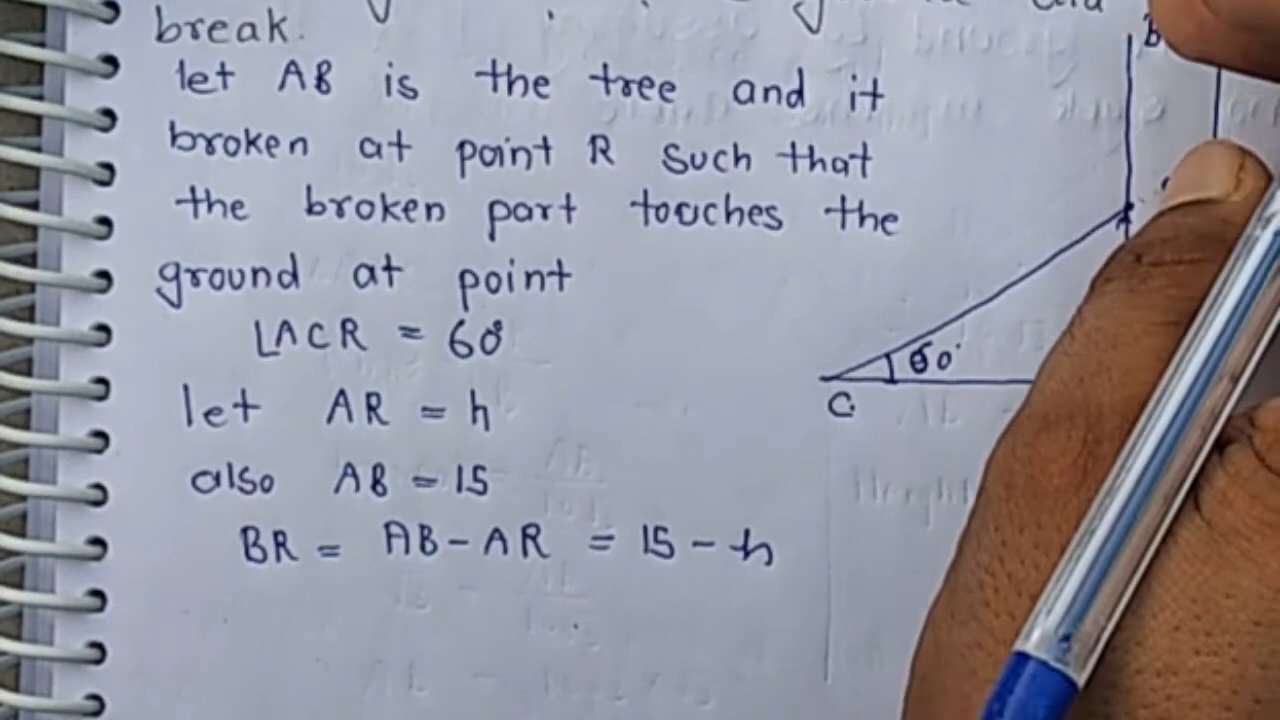 break.
let AB is the tree and it
broken at point R such that
the broken part touches the
ground at point
∠ACR = 60°
let AR = h
also AB = 15
BR = AB - AR = 15 - h
B
60°
C